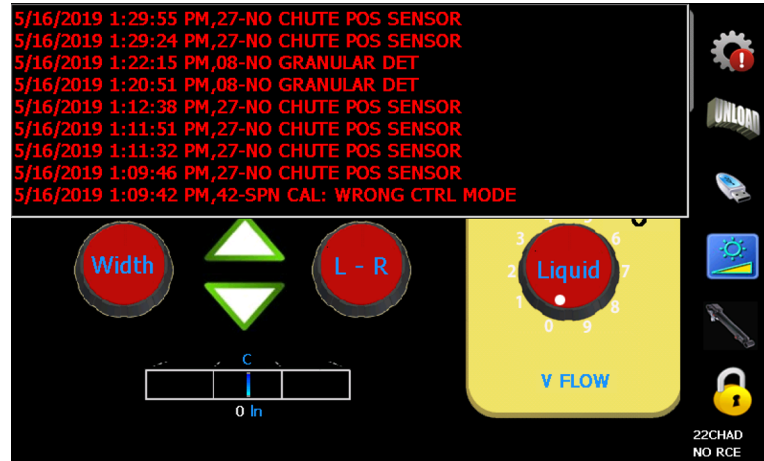 5/16/2019 1:29:55 PM,27-NO CHUTE POS SENSOR
5/16/2019 1:29:24 PM,27-NO CHUTE POS SENSOR
5/16/2019 1:22:15 PM,08-NO GRANULAR DET
5/16/2019 1:20:51 PM,08-NO GRANULAR DET
5/16/2019 1:12:38 PM,27-NO CHUTE POS SENSOR
5/16/2019 1:11:51 PM,27-NO CHUTE POS SENSOR
5/16/2019 1:11:32 PM,27-NO CHUTE POS SENSOR
5/16/2019 1:09:46 PM,27-NO CHUTE POS SENSOR
5/16/2019 1:09:42 PM,42-SPN CAL: WRONG CTRL MODE
UNLOAD
Width
L - R
3 6
2 Liquid 7
1 8
0 9
C
0 In
V FLOW
22CHAD
NO RCE